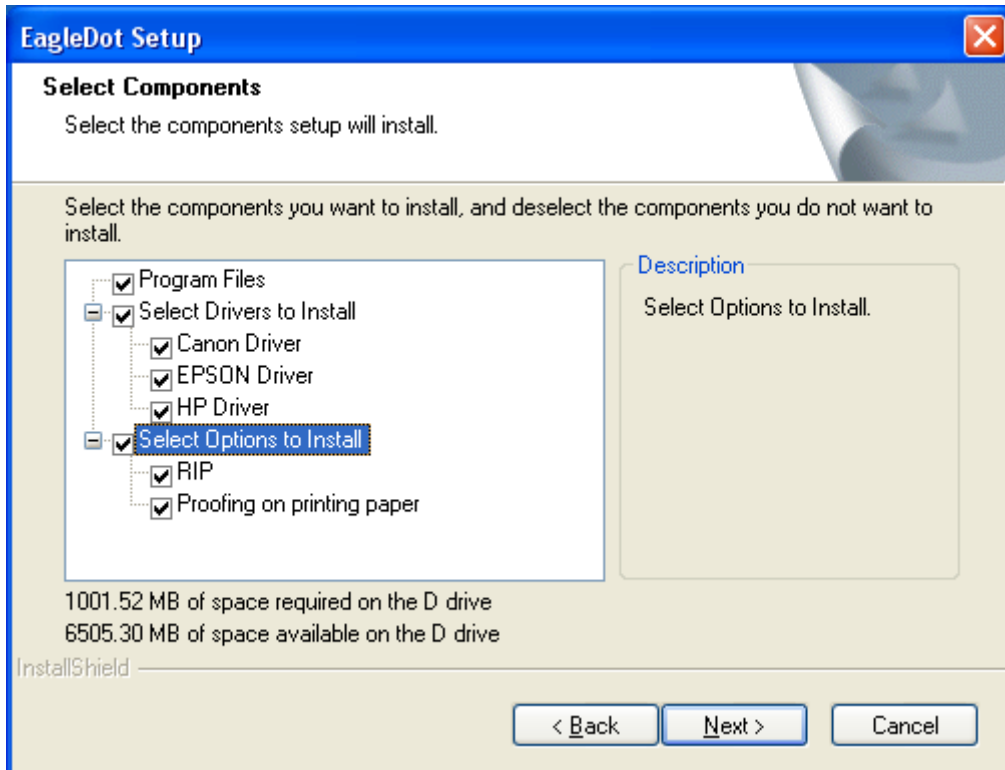 EagleDot Setup
Select Components
Select the components setup will install.
Select the components you want to install, and deselect the components you do not want to
install.
Program Files
Select Drivers to Install
Canon Driver
EPSON Driver
HP Driver
Select Options to Install
RIP
Proofing on printing paper
Description
Select Options to Install.
1001.52 MB of space required on the D drive
6505.30 MB of space available on the D drive
InstallShield
< Back
Next >
Cancel